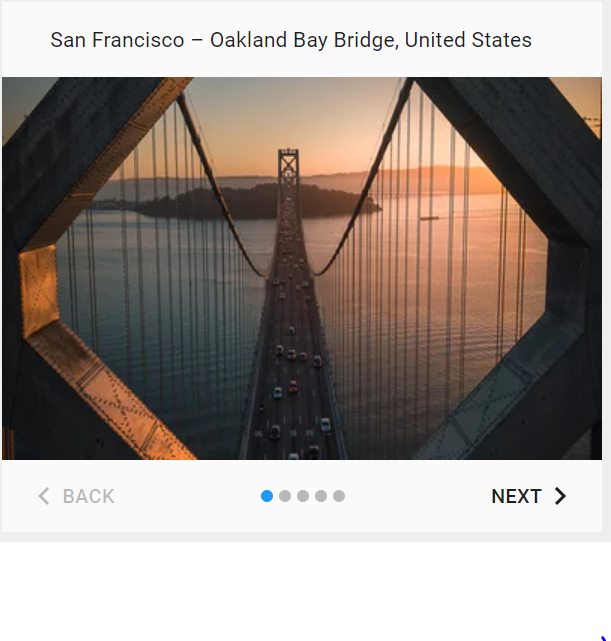 San Francisco – Oakland Bay Bridge, United States
BACK
NEXT